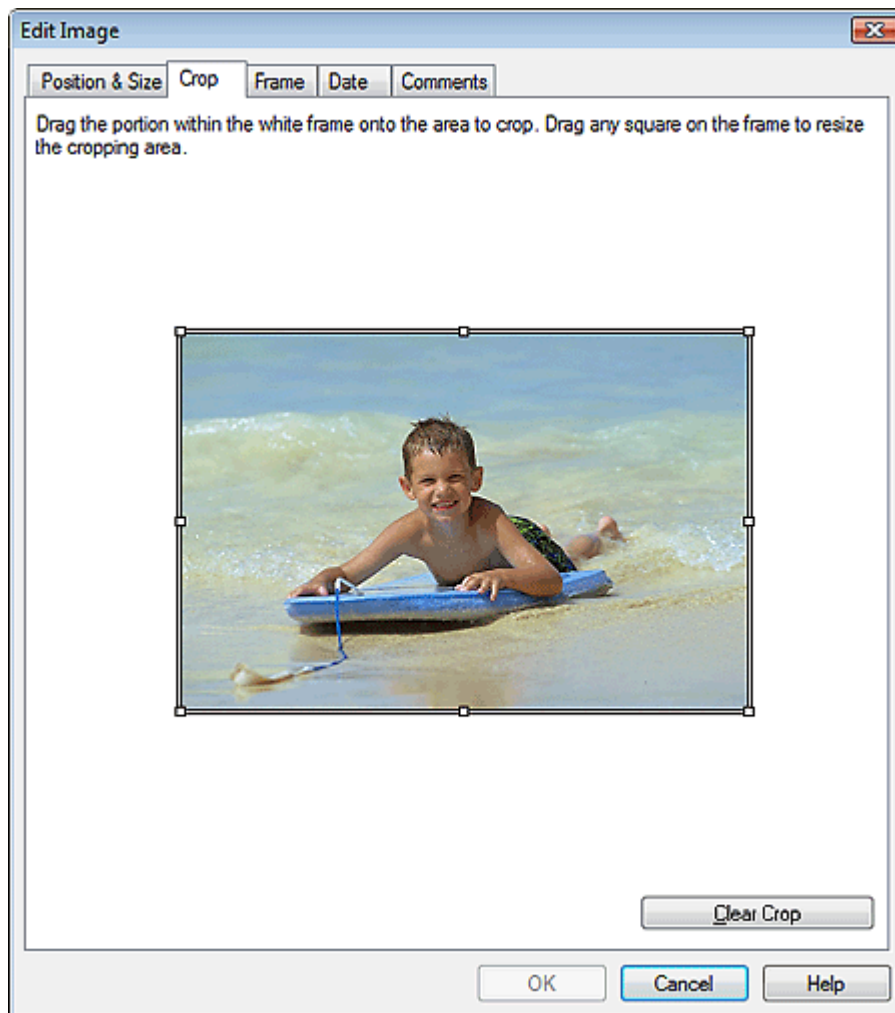 Edit Image
Position & Size Crop Frame Date Comments
Drag the portion within the white frame onto the area to crop. Drag any square on the frame to resize
the cropping area.
Clear Crop
OK Cancel Help